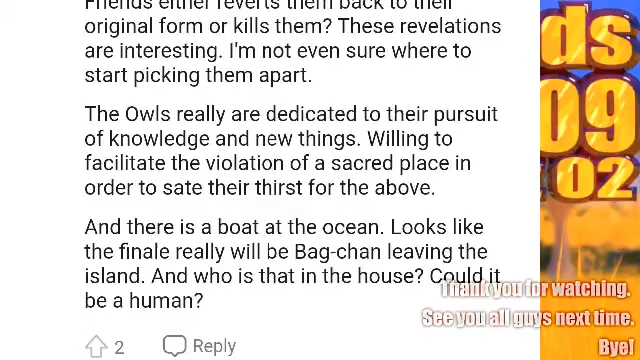 Friends either reverts them back to their
original form or kills them? These revelations
are interesting. I'm not even sure where to
start picking them apart.
The Owls really are dedicated to their pursuit
of knowledge and new things. Willing to
facilitate the violation of a sacred place in
order to sate their thirst for the above.
And there is a boat at the ocean. Looks like
the finale really will be Bag-chan leaving the
island. And who is that in the house? Could it
be a human?
2 Reply
ds
09
02
Thank you for watching.
See you all guys next time.
Bye!